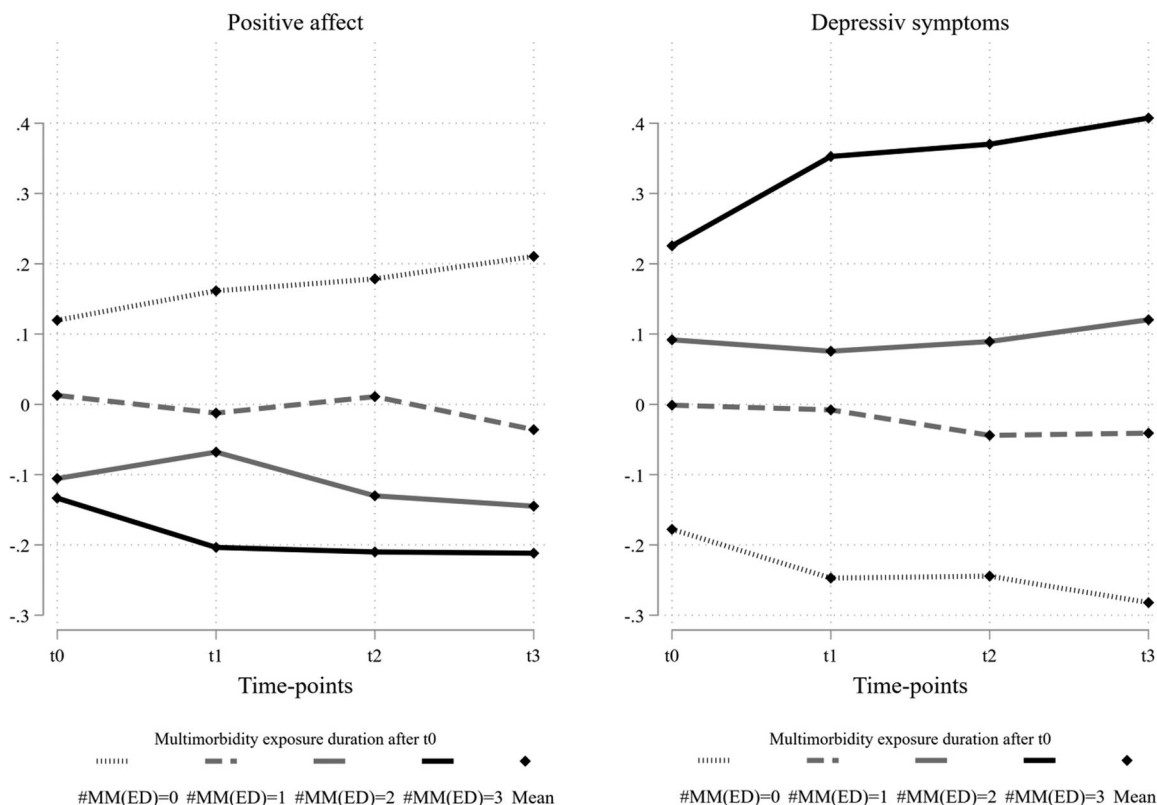 Positive affect
.4
.3
.2
.1
0
-.1
-.2
-.3
t0 t1 t2 t3
Time-points
Multimorbidity exposure duration after t0
#MM(ED)=0 #MM(ED)=1 #MM(ED)=2 #MM(ED)=3 Mean
Depressiv symptoms
.4
.3
.2
.1
0
-.1
-.2
-.3
t0 t1 t2 t3
Time-points
Multimorbidity exposure duration after t0
#MM(ED)=0 #MM(ED)=1 #MM(ED)=2 #MM(ED)=3 Mean